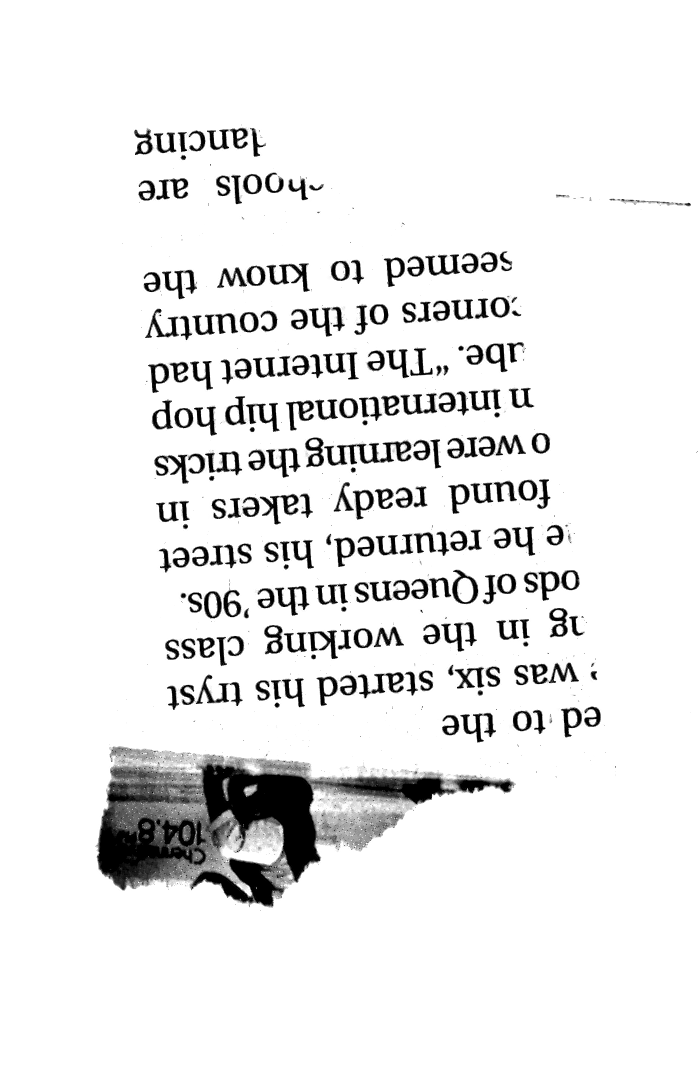 Chenn
104.8
ed to the
was six, started his tryst
ng in the working class
ods of Queens in the ’90s.
e he returned, his street
found ready takers in
o were learning the tricks
n international hip hop
ube. “The Internet had
corners of the country
seemed to know the
hools are
dancing